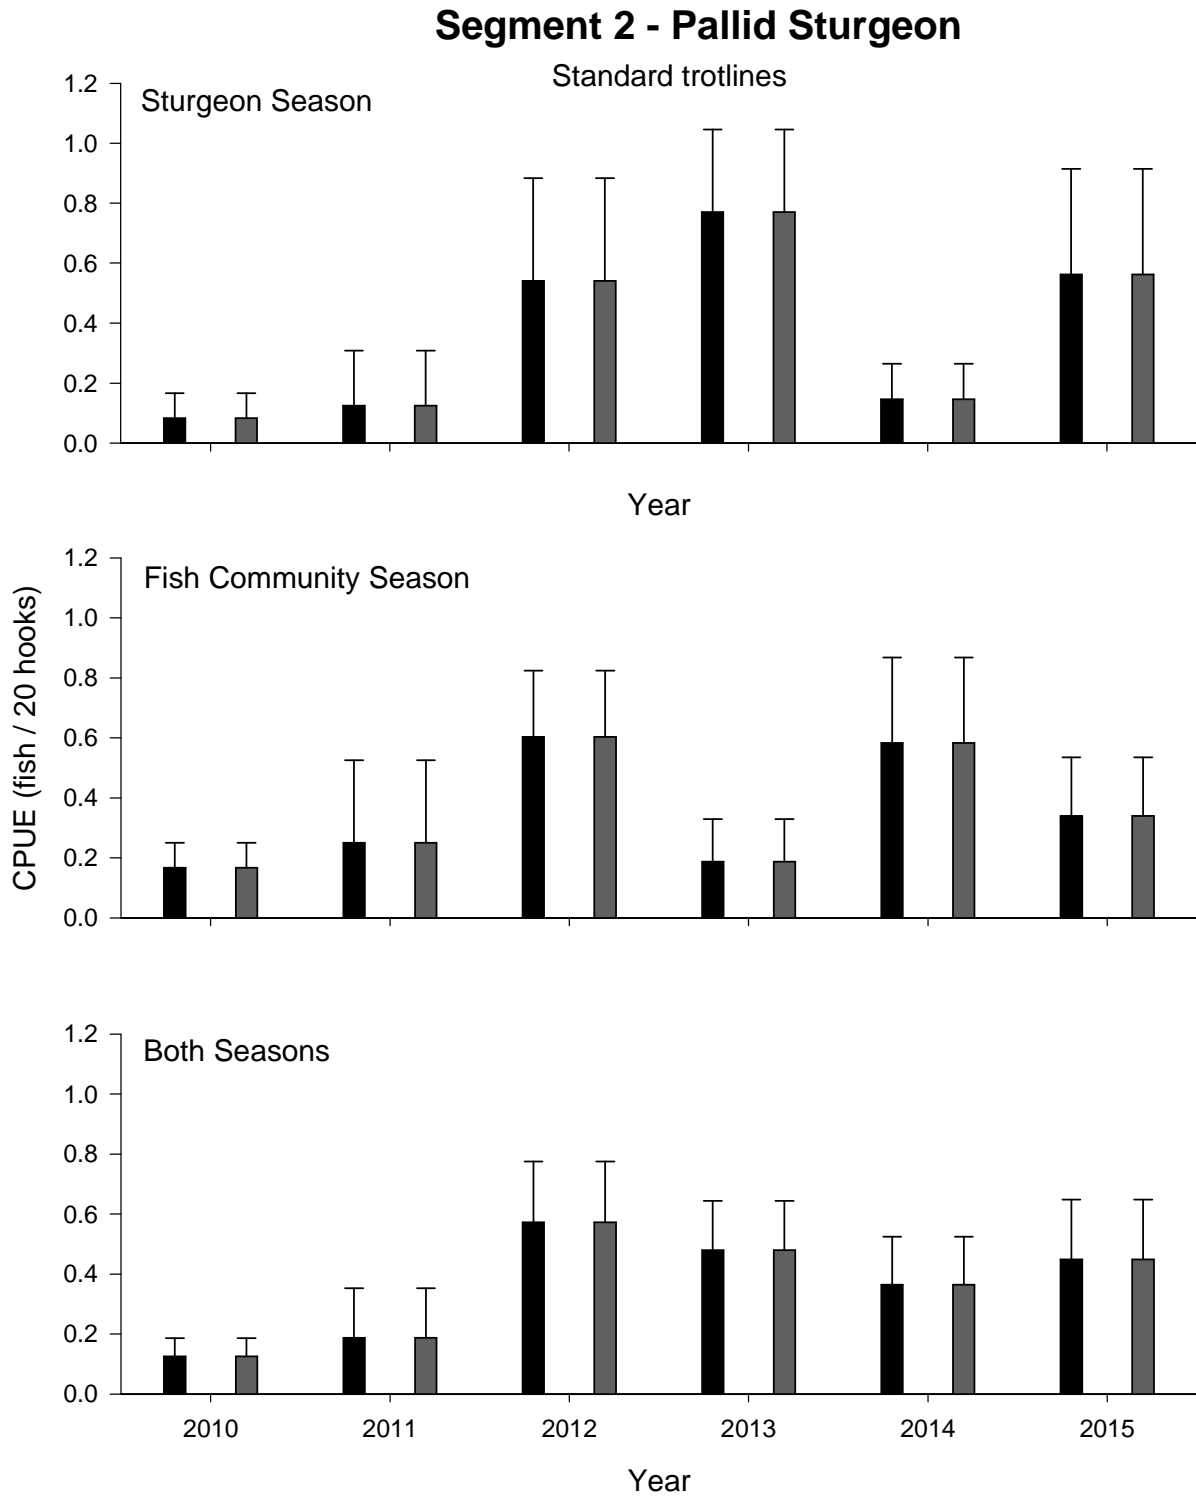 Segment 2 - Pallid Sturgeon
Standard trotlines
Sturgeon Season
1.2
1.0
0.8
0.6
0.4
0.2
0.0
Year
CPUE (fish / 20 hooks)
Fish Community Season
1.2
1.0
0.8
0.6
0.4
0.2
0.0
Both Seasons
1.2
1.0
0.8
0.6
0.4
0.2
0.0
2010 2011 2012 2013 2014 2015
Year